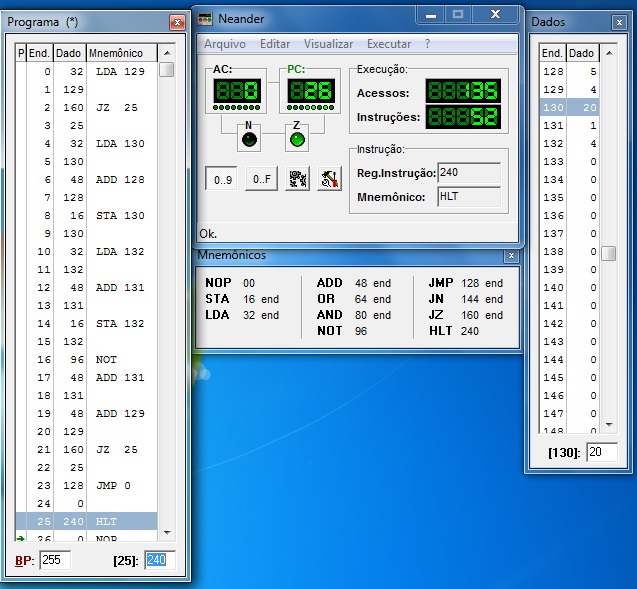 Programa (*)
P End. Dado Mnemônico
0 32 LDA 129
1 129
2 160 JZ 25
3 25
4 32 LDA 130
5 130
6 48 ADD 128
7 128
8 16 STA 130
9 130
10 32 LDA 132
11 132
12 48 ADD 131
13 131
14 16 STA 132
15 132
16 96 NOT
17 48 ADD 131
18 131
19 48 ADD 129
20 129
21 160 JZ 25
22 25
23 128 JMP 0
24 0
25 240 HLT
26 0 NOP
BP: 255 [25]: 240
Neander
Arquivo Editar Visualizar Executar ?
AC: PC:
0 26
N Z
0..9 0..F
Execução:
Acessos: 135
Instruções: 52
Instrução:
Reg.Instrução: 240
Mnemônico: HLT
Ok.
Mnemônicos
NOP 00 ADD 48 end JMP 128 end
STA 16 end OR 64 end JN 144 end
LDA 32 end AND 80 end JZ 160 end
NOT 96 HLT 240
Dados
End. Dado
128 5
129 4
130 20
131 1
132 4
133 0
134 0
135 0
136 0
137 0
138 0
139 0
140 0
141 0
142 0
143 0
144 0
145 0
146 0
147 0
148 0
[130]: 20